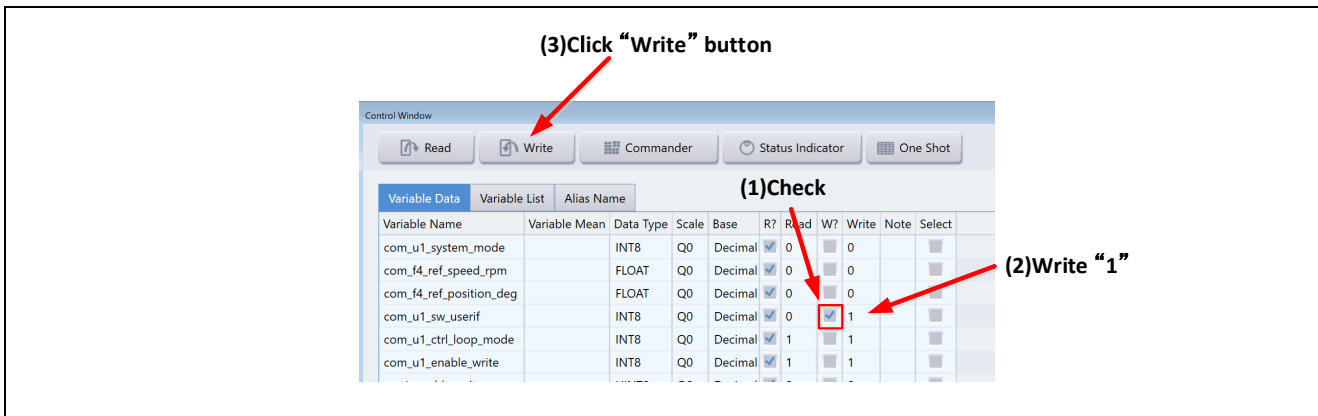 (3)Click “Write” button
Control Window
Read Write Commander Status Indicator One Shot
(1)Check
Variable Data Variable List Alias Name
Variable Name Variable Mean Data Type Scale Base R? Read W? Write Note Select
com_u1_system_mode INT8 Q0 Decimal 0 0
com_f4_ref_speed_rpm FLOAT Q0 Decimal 0 0
(2)Write “1”
com_f4_ref_position_deg FLOAT Q0 Decimal 0 0
com_u1_sw_userif INT8 Q0 Decimal 0 1
com_u1_ctrl_loop_mode INT8 Q0 Decimal 1 1
com_u1_enable_write INT8 Q0 Decimal 1 1